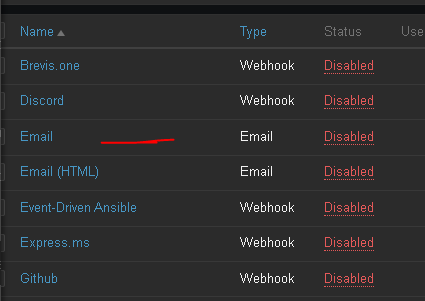 Name Type Status Use
Brevis.one Webhook Disabled
Discord Webhook Disabled
Email Email Disabled
Email (HTML) Email Disabled
Event-Driven Ansible Webhook Disabled
Express.ms Webhook Disabled
Github Webhook Disabled